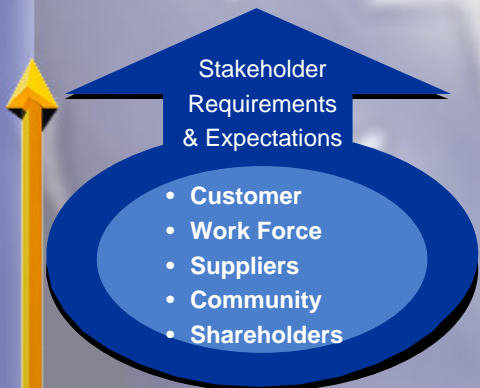 Stakeholder
Requirements
& Expectations
• Customer
• Work Force
• Suppliers
• Community
• Shareholders